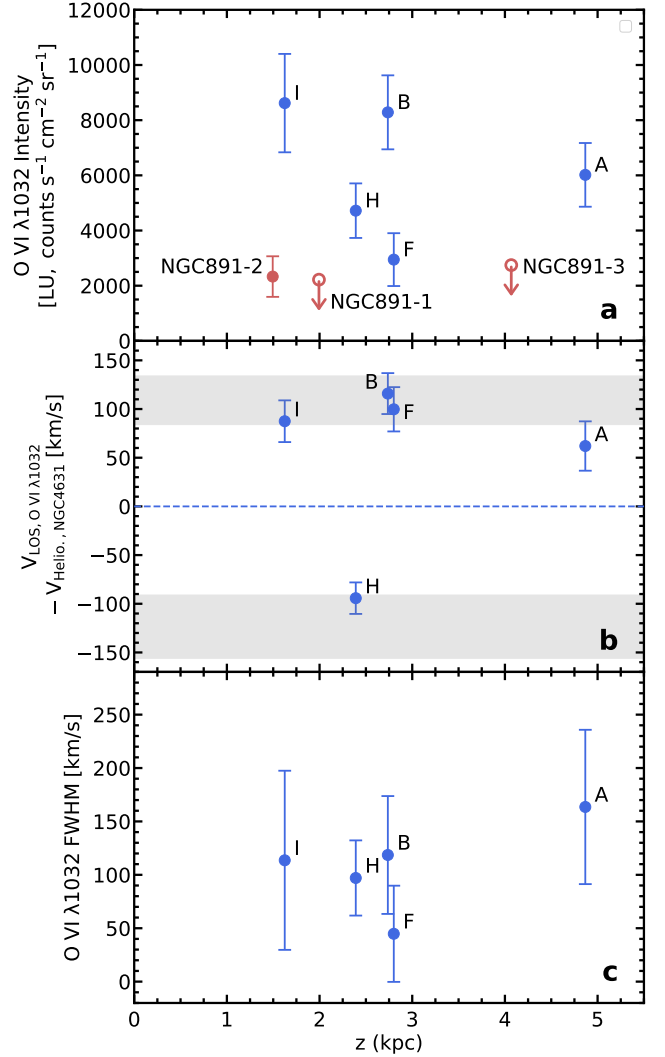 12000
10000
8000
6000
4000
2000
0
O VI λ1032 Intensity
[LU, counts s⁻¹ cm⁻² sr⁻¹]
I
B
A
H
F
NGC891-2
NGC891-1
NGC891-3
a
150
100
50
0
−50
−100
−150
V_LOS, O VI λ1032
− V_Helio., NGC4631 [km/s]
B
I
F
A
H
b
250
200
150
100
50
0
O VI λ1032 FWHM [km/s]
A
I
B
H
F
c
0 1 2 3 4 5
z (kpc)